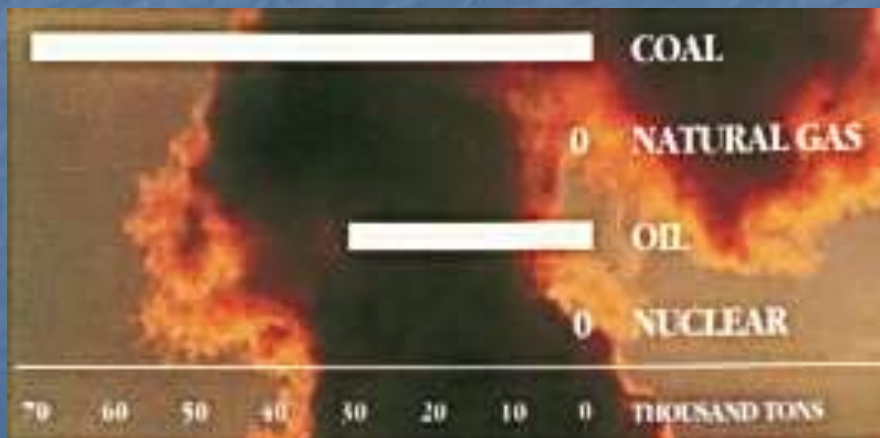 COAL
0 NATURAL GAS
OIL
0 NUCLEAR
70 60 50 40 30 20 10 0 THOUSAND TONS